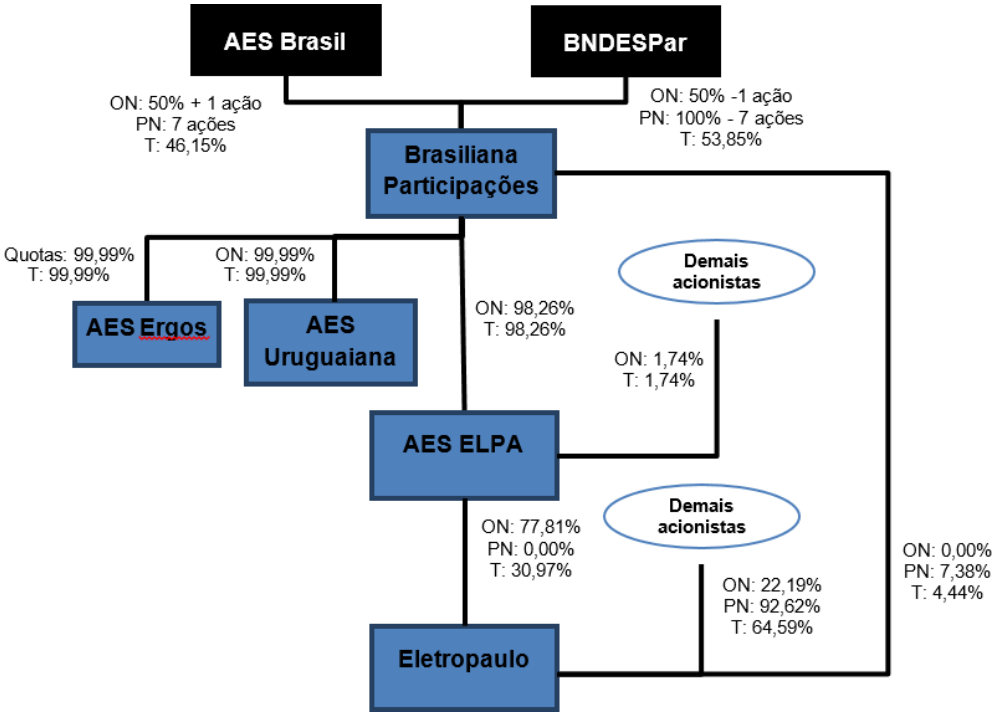 AES Brasil
BNDESPar
ON: 50% + 1 ação
PN: 7 ações
T: 46,15%
ON: 50% -1 ação
PN: 100% - 7 ações
T: 53,85%
Brasiliana
Participações
Quotas: 99,99%
T: 99,99%
ON: 99,99%
T: 99,99%
Demais
acionistas
AES Ergos
AES
Uruguaiana
ON: 98,26%
T: 98,26%
ON: 1,74%
T: 1,74%
AES ELPA
Demais
acionistas
ON: 77,81%
PN: 0,00%
T: 30,97%
ON: 22,19%
PN: 92,62%
T: 64,59%
ON: 0,00%
PN: 7,38%
T: 4,44%
Eletropaulo